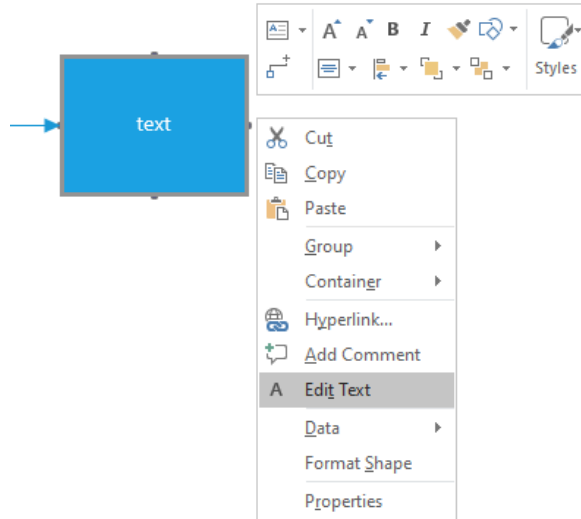 A A B I
Styles
text
Cut
Copy
Paste
Group
Container
Hyperlink...
Add Comment
A Edit Text
Data
Format Shape
Properties